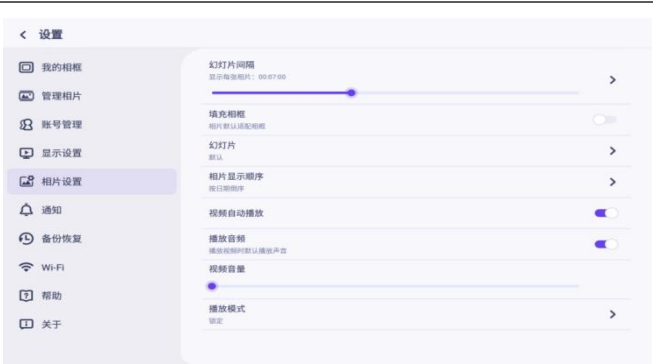 设置
我的相框
管理相片
账号管理
显示设置
相片设置
通知
备份恢复
Wi-Fi
帮助
关于
幻灯片间隔
显示每张相片：00:67:00
填充相框
相片默认适配相框
幻灯片
默认
相片显示顺序
按日期倒序
视频自动播放
播放音频
播放视频时默认播放声音
视频音量
播放模式
锁定